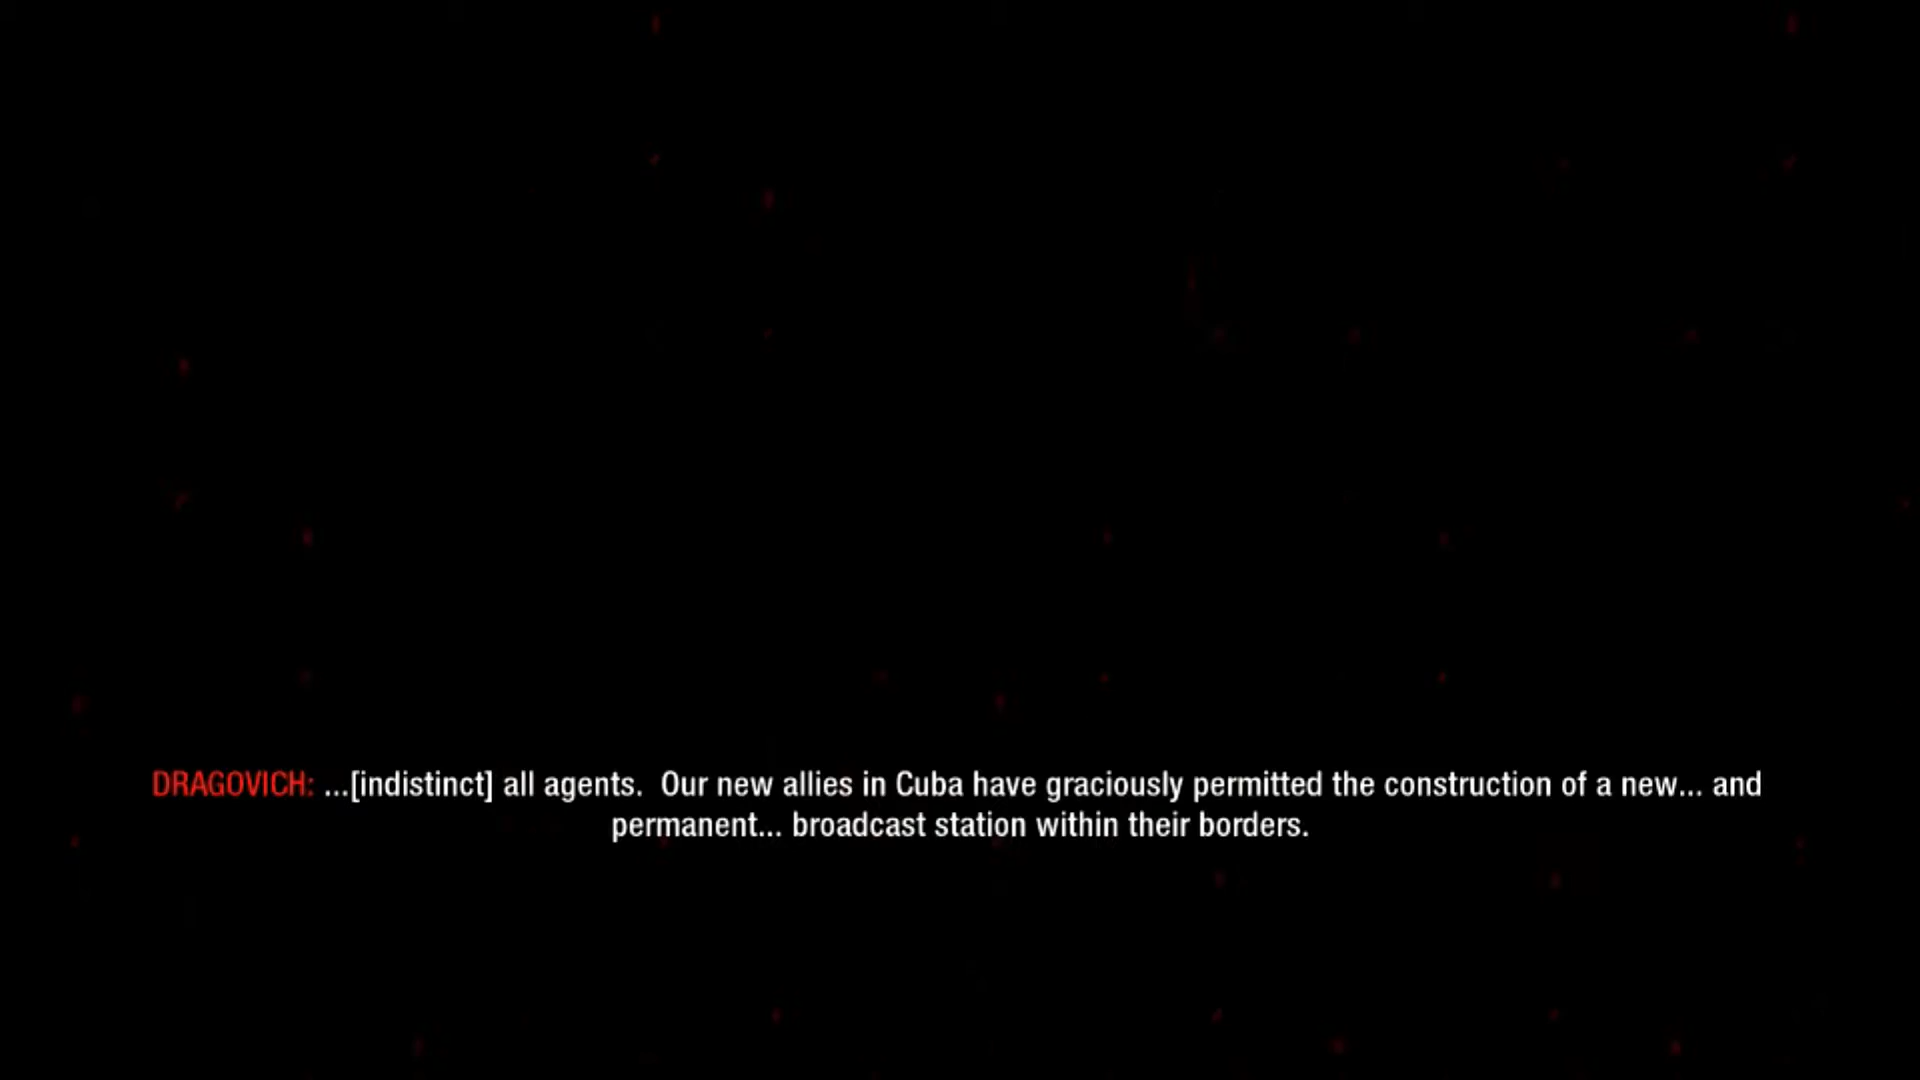 DRAGOVICH: ...[indistinct] all agents.  Our new allies in Cuba have graciously permitted the construction of a new... and
permanent... broadcast station within their borders.